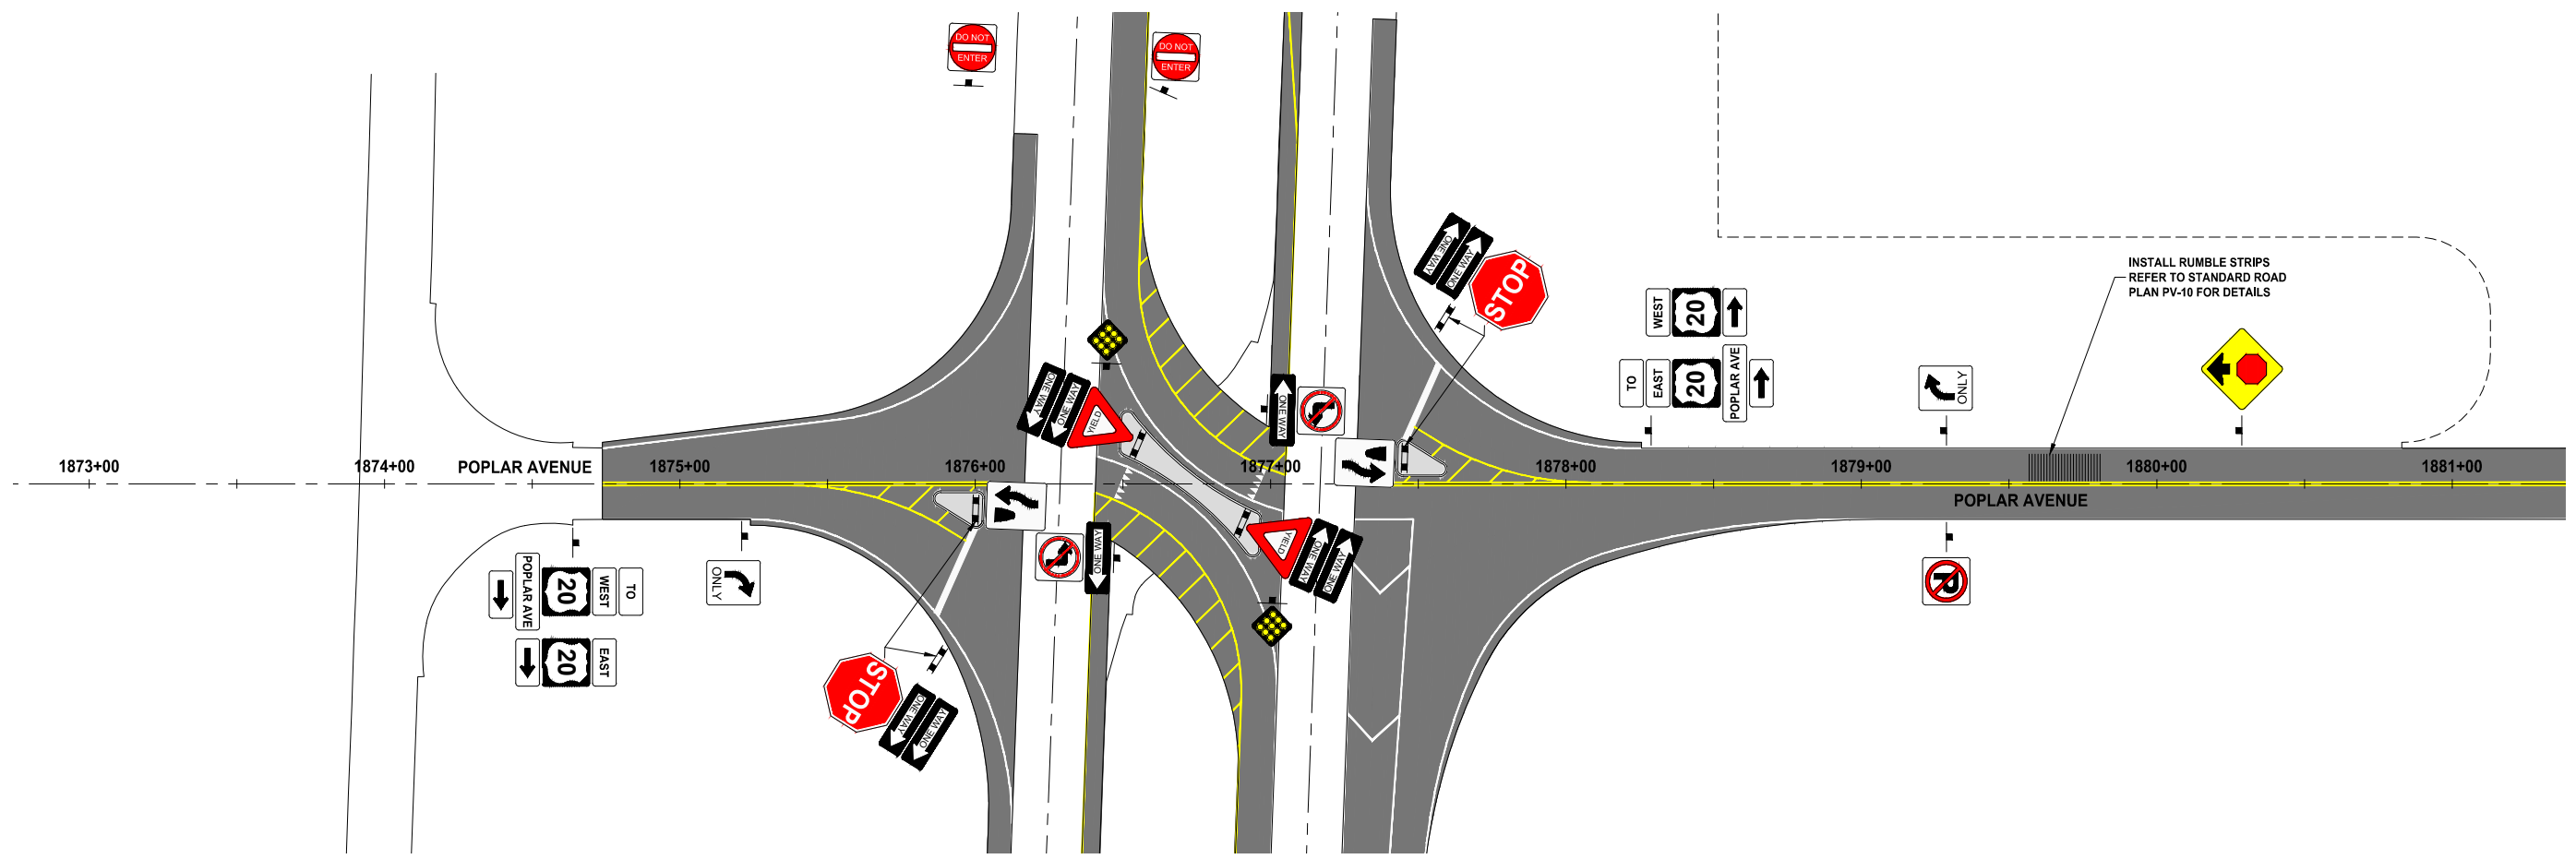 DO NOT
ENTER
DO NOT
ENTER
ONE WAY
ONE WAY
STOP
INSTALL RUMBLE STRIPS
REFER TO STANDARD ROAD
PLAN PV-10 FOR DETAILS
WEST
20
TO
EAST
20
POPLAR AVE
ONLY
ONE WAY
ONE WAY
YIELD
ONE WAY
1873+00
1874+00
POPLAR AVENUE
1875+00
1876+00
1877+00
1878+00
1879+00
1880+00
1881+00
POPLAR AVENUE
ONE WAY
YIELD
ONE WAY
ONE WAY
P
ONLY
POPLAR AVE
20
WEST
TO
20
EAST
STOP
ONE WAY
ONE WAY